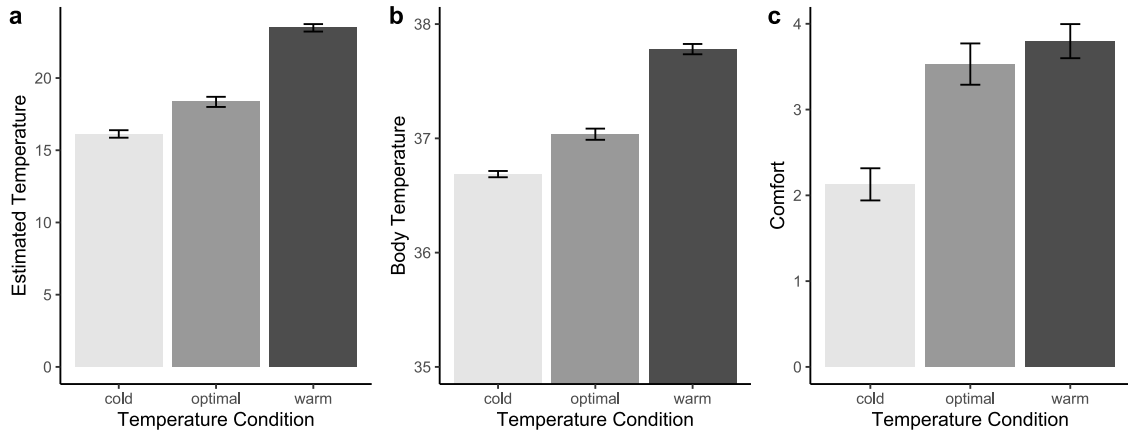 a
Estimated Temperature
20
15
10
5
0
cold optimal warm
Temperature Condition
b
Body Temperature
38
37
36
35
cold optimal warm
Temperature Condition
c
Comfort
4
3
2
1
0
cold optimal warm
Temperature Condition